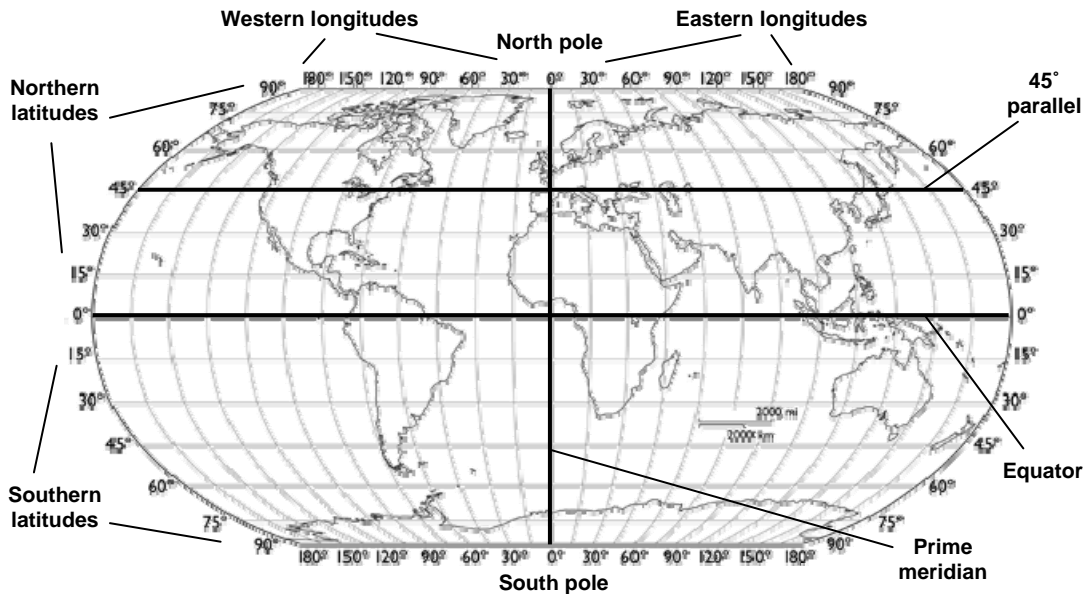 Western longitudes
Eastern longitudes
North pole
180° 150° 120° 90° 60° 30° 0° 30° 60° 90° 120° 150° 180°
90° 90°
45°
parallel
Northern
latitudes
75° 75°
60° 60°
45° 45°
30° 30°
15° 15°
0° 0°
15° 15°
30° 30°
2000 mi
2000 km
45° 45°
Equator
60° 60°
Southern
latitudes
75° 75°
90° 90°
180° 150° 120° 90° 60° 30° 0° 30° 60° 90° 120° 150° 180°
Prime
meridian
South pole